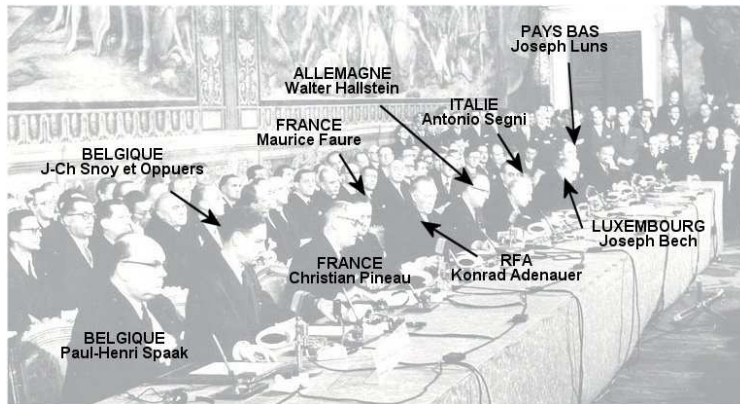 PAYS BAS
Joseph Luns
ALLEMAGNE
Walter Hallstein
ITALIE
Antonio Segni
FRANCE
Maurice Faure
BELGIQUE
J-Ch Snoy et Oppuers
LUXEMBOURG
Joseph Bech
FRANCE
Christian Pineau
RFA
Konrad Adenauer
BELGIQUE
Paul-Henri Spaak